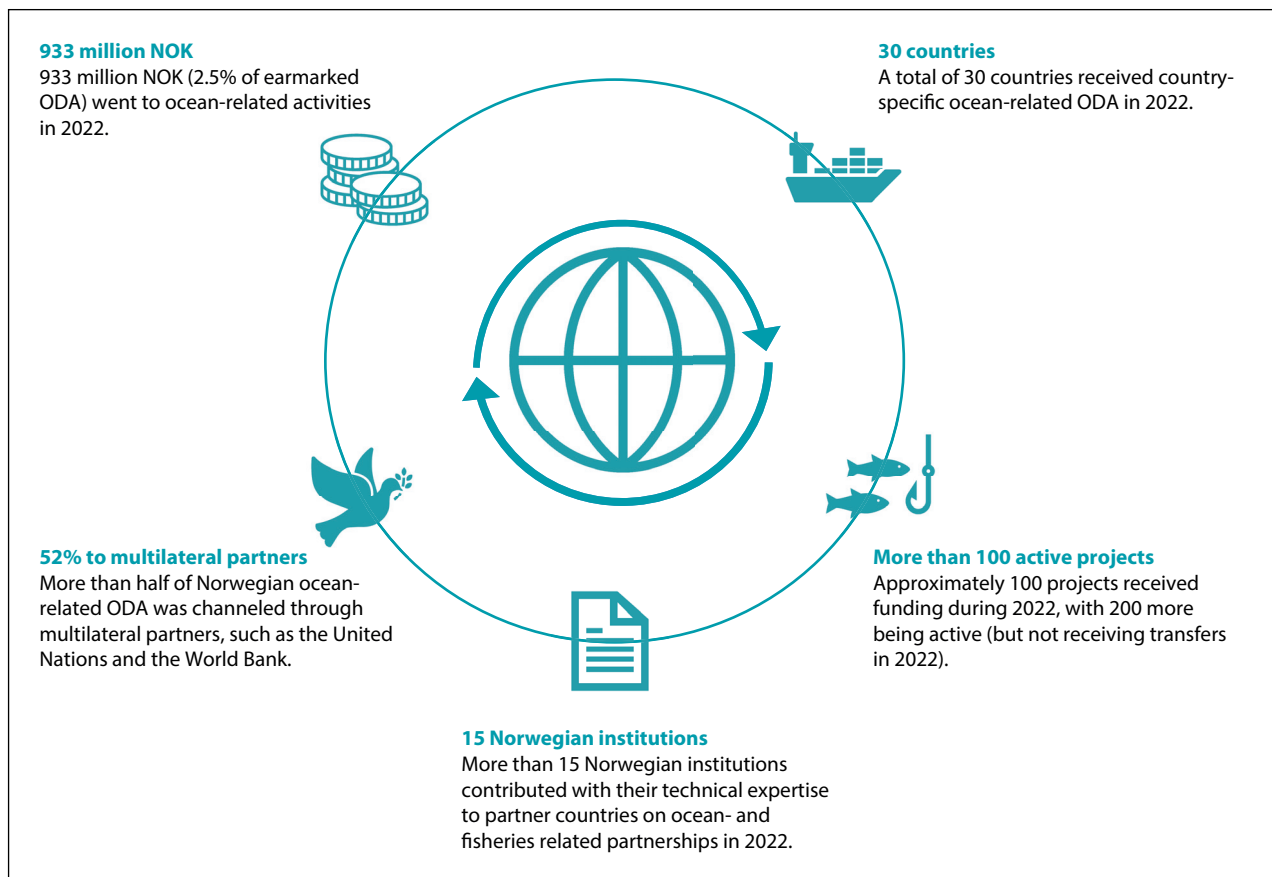 933 million NOK
933 million NOK (2.5% of earmarked
ODA) went to ocean-related activities
in 2022.
30 countries
A total of 30 countries received country-
specific ocean-related ODA in 2022.
52% to multilateral partners
More than half of Norwegian ocean-
related ODA was channeled through
multilateral partners, such as the United
Nations and the World Bank.
More than 100 active projects
Approximately 100 projects received
funding during 2022, with 200 more
being active (but not receiving transfers
in 2022).
15 Norwegian institutions
More than 15 Norwegian institutions
contributed with their technical expertise
to partner countries on ocean- and
fisheries related partnerships in 2022.